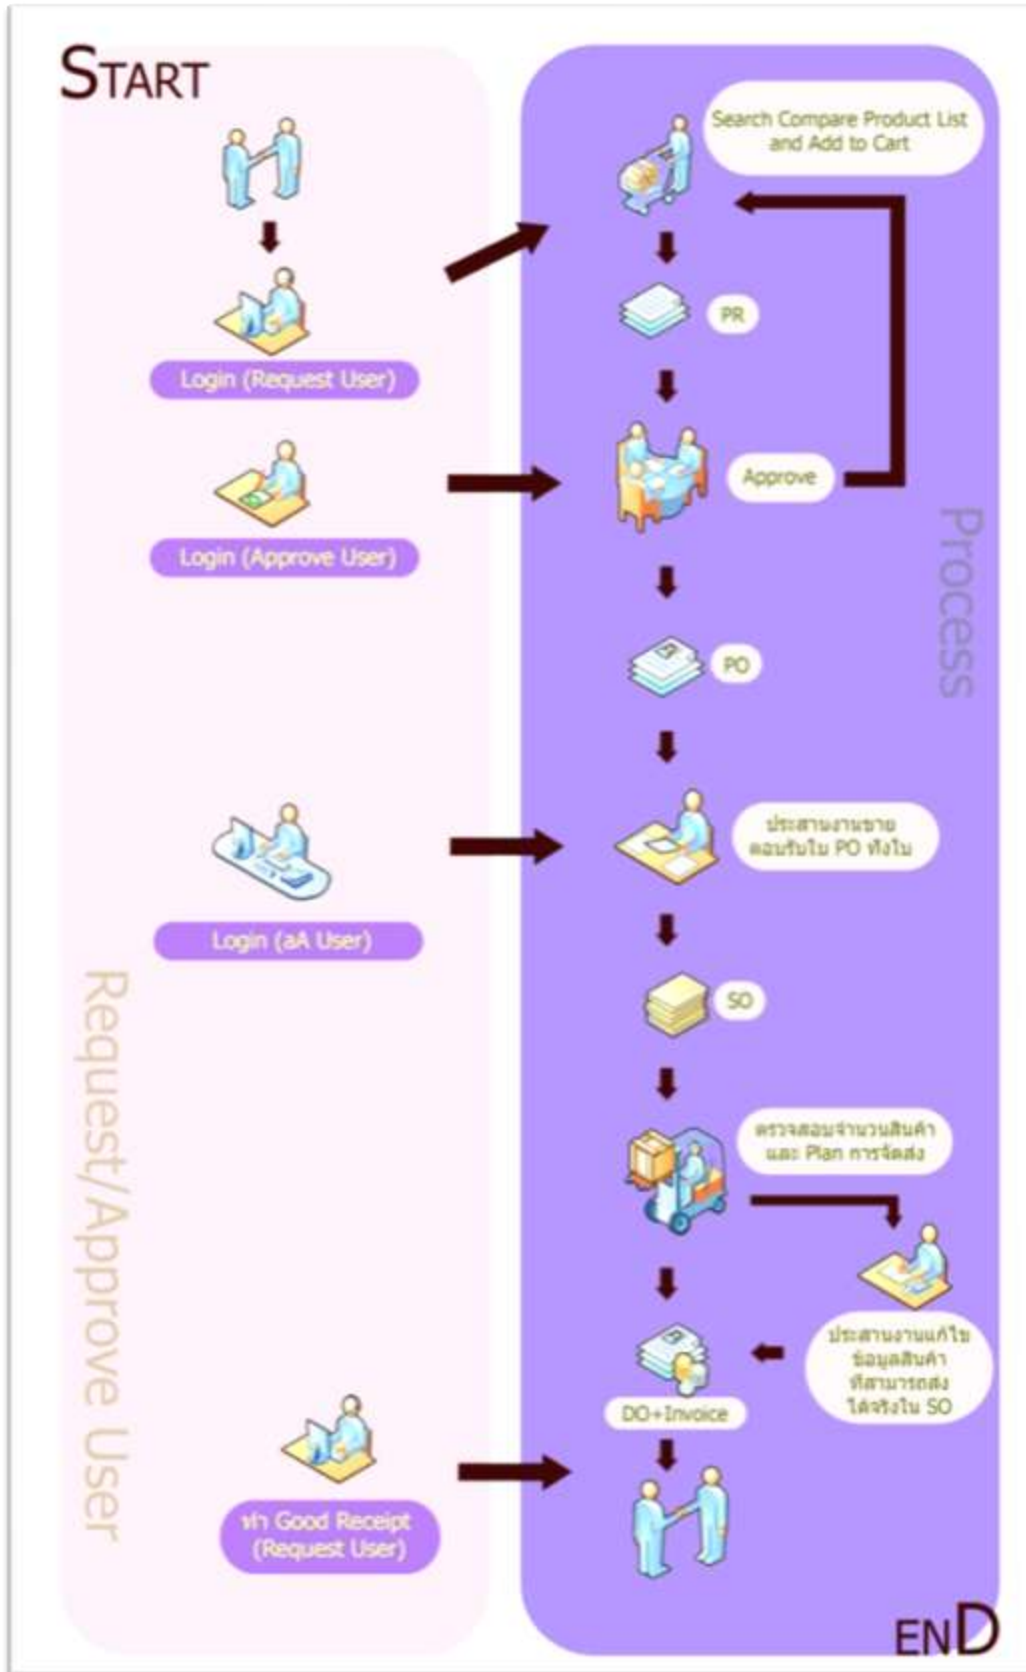 START
Search Compare Product List
and Add to Cart
PR
Login (Request User)
Approve
Login (Approve User)
Process
PO
ประสานงานขาย
ตอบรับใบ PO ทั้งใบ
Login (aA User)
SO
Request/Approve User
ตรวจสอบจำนวนสินค้า
และ Plan การจัดส่ง
ประสานงานแก้ไข
ข้อมูลสินค้า
ที่สามารถส่ง
ได้จริงใน SO
DO+Invoice
ทำ Good Receipt
(Request User)
END